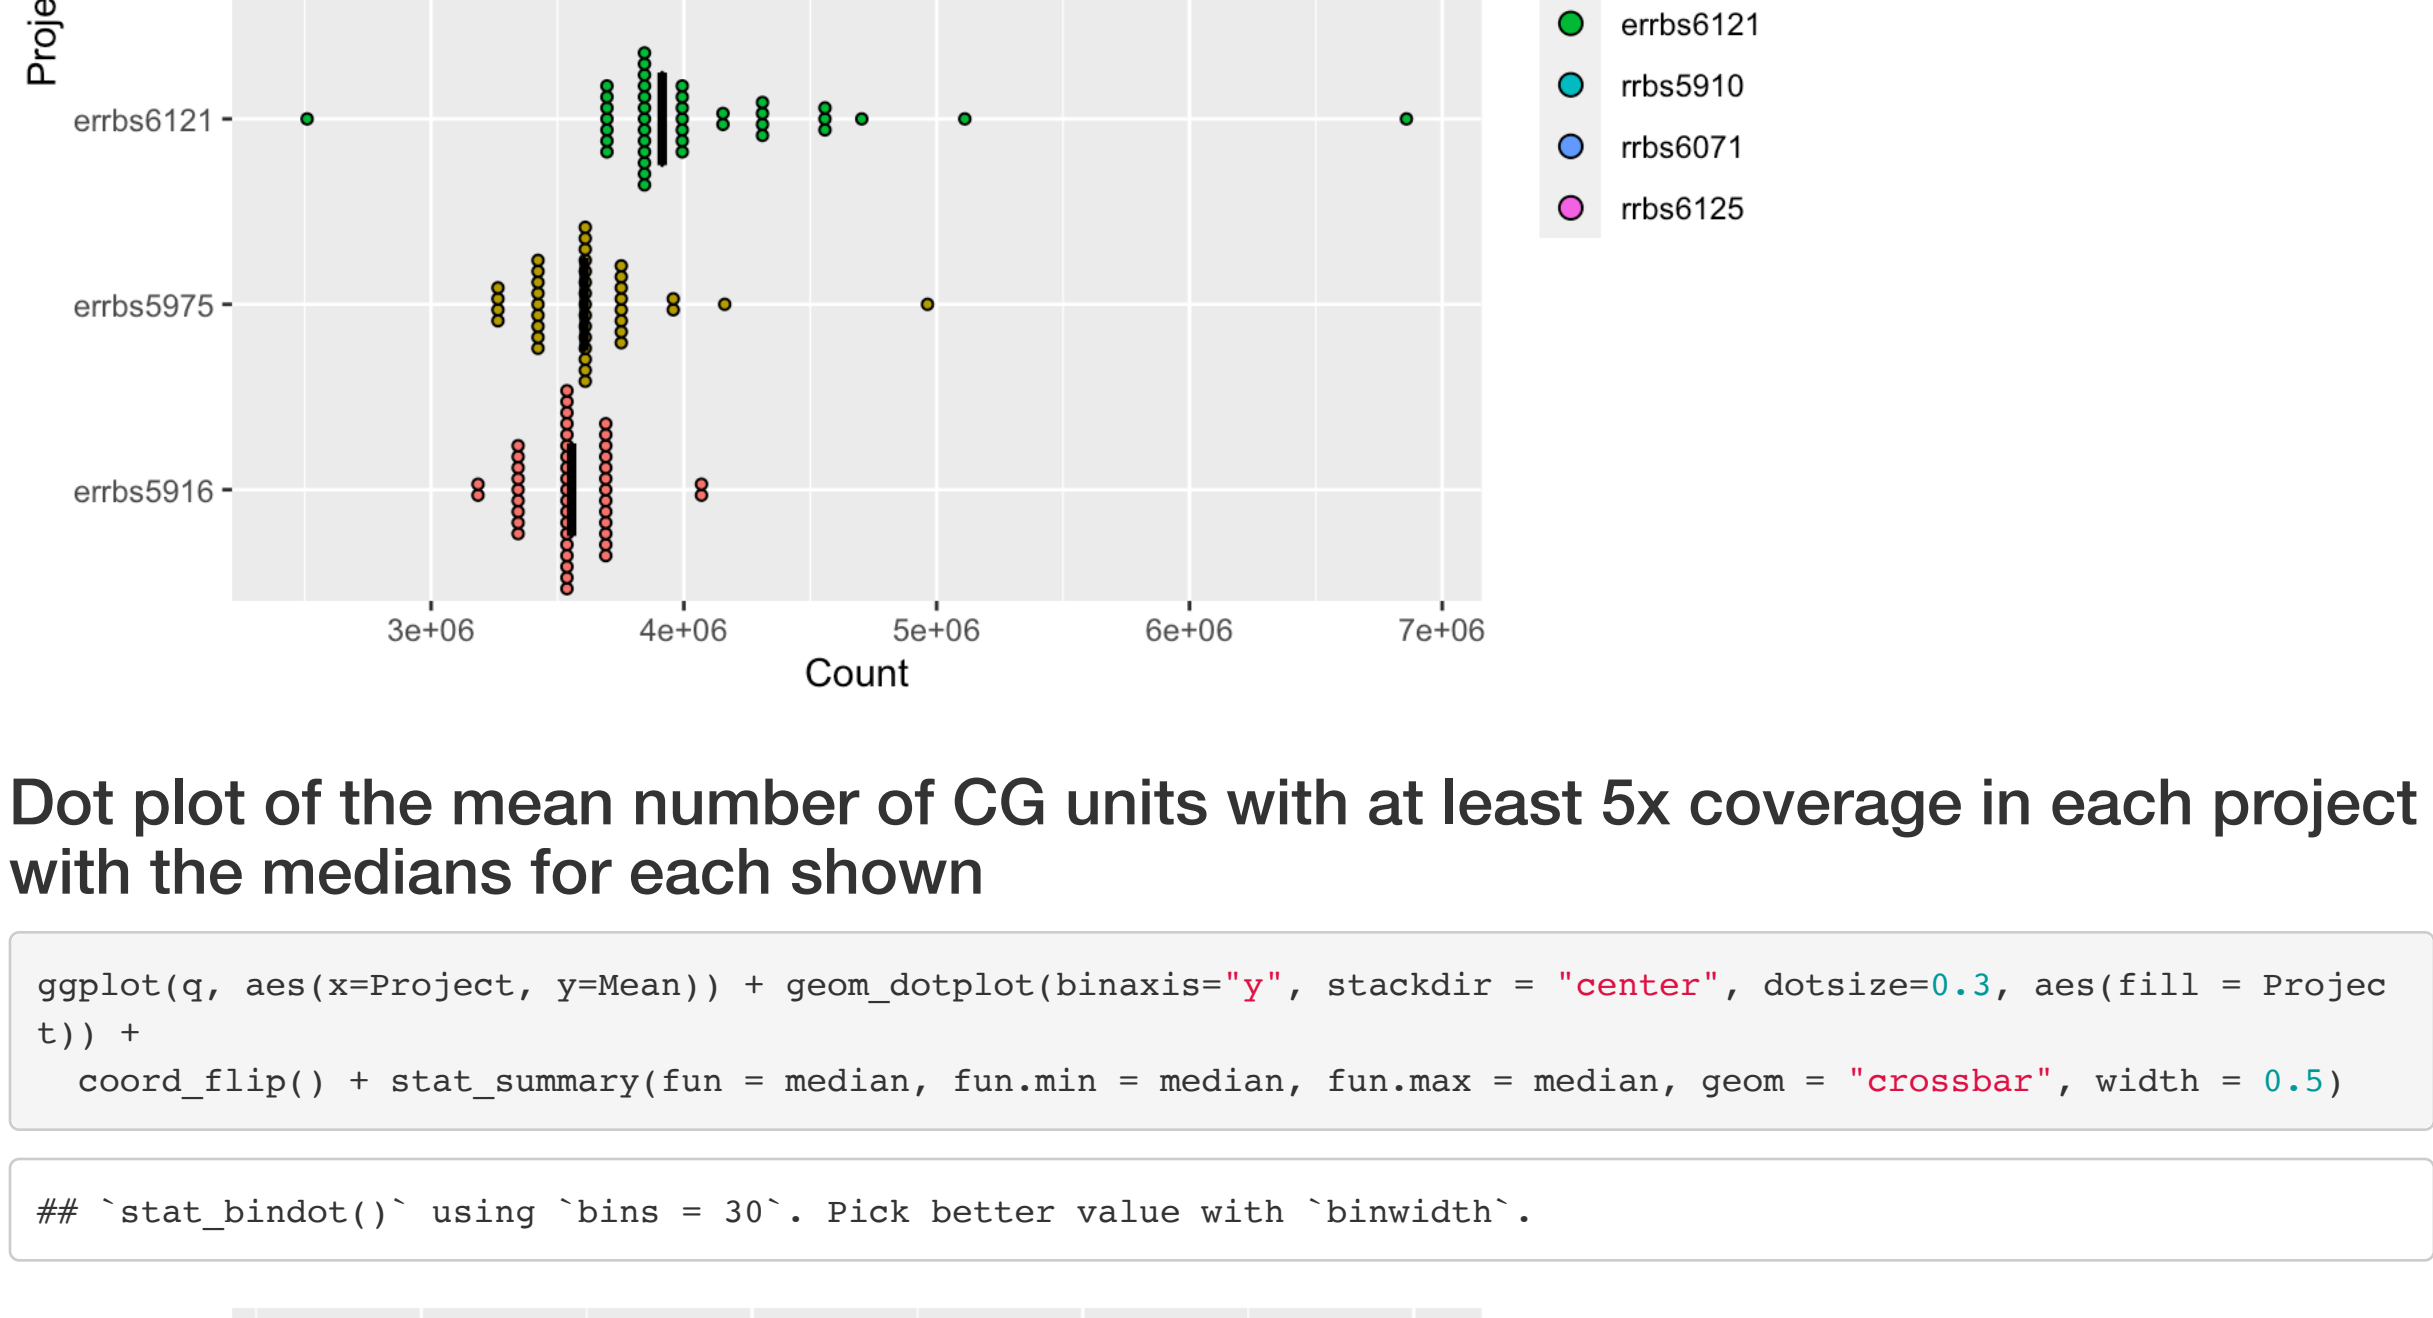 Proje
errbs6121
rrbs5910
rrbs6071
rrbs6125
errbs6121
errbs5975
errbs5916
3e+06 4e+06 5e+06 6e+06 7e+06
Count
Dot plot of the mean number of CG units with at least 5x coverage in each project
with the medians for each shown
ggplot(q, aes(x=Project, y=Mean)) + geom_dotplot(binaxis="y", stackdir = "center", dotsize=0.3, aes(fill = Projec
t)) +
  coord_flip() + stat_summary(fun = median, fun.min = median, fun.max = median, geom = "crossbar", width = 0.5)
## `stat_bindot()` using `bins = 30`. Pick better value with `binwidth`.